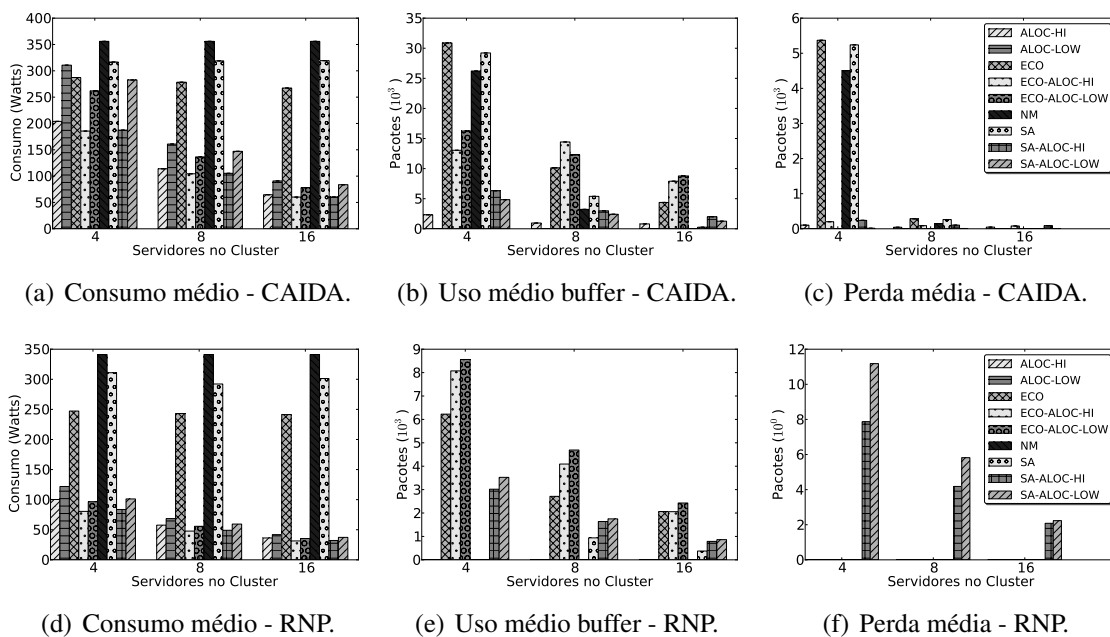 400
350
300
250
200
150
100
50
0
Consumo (Watts)
4 8 16
Servidores no Cluster
(a) Consumo médio - CAIDA.
35
30
25
20
15
10
5
0
Pacotes (10³)
4 8 16
Servidores no Cluster
(b) Uso médio buffer - CAIDA.
6
5
4
3
2
1
0
Pacotes (10³)
4 8 16
Servidores no Cluster
ALOC-HI
ALOC-LOW
ECO
ECO-ALOC-HI
ECO-ALOC-LOW
NM
SA
SA-ALOC-HI
SA-ALOC-LOW
(c) Perda média - CAIDA.
350
300
250
200
150
100
50
0
Consumo (Watts)
4 8 16
Servidores no Cluster
(d) Consumo médio - RNP.
9
8
7
6
5
4
3
2
1
0
Pacotes (10³)
4 8 16
Servidores no Cluster
(e) Uso médio buffer - RNP.
12
10
8
6
4
2
0
Pacotes (10⁰)
4 8 16
Servidores no Cluster
ALOC-HI
ALOC-LOW
ECO
ECO-ALOC-HI
ECO-ALOC-LOW
NM
SA
SA-ALOC-HI
SA-ALOC-LOW
(f) Perda média - RNP.